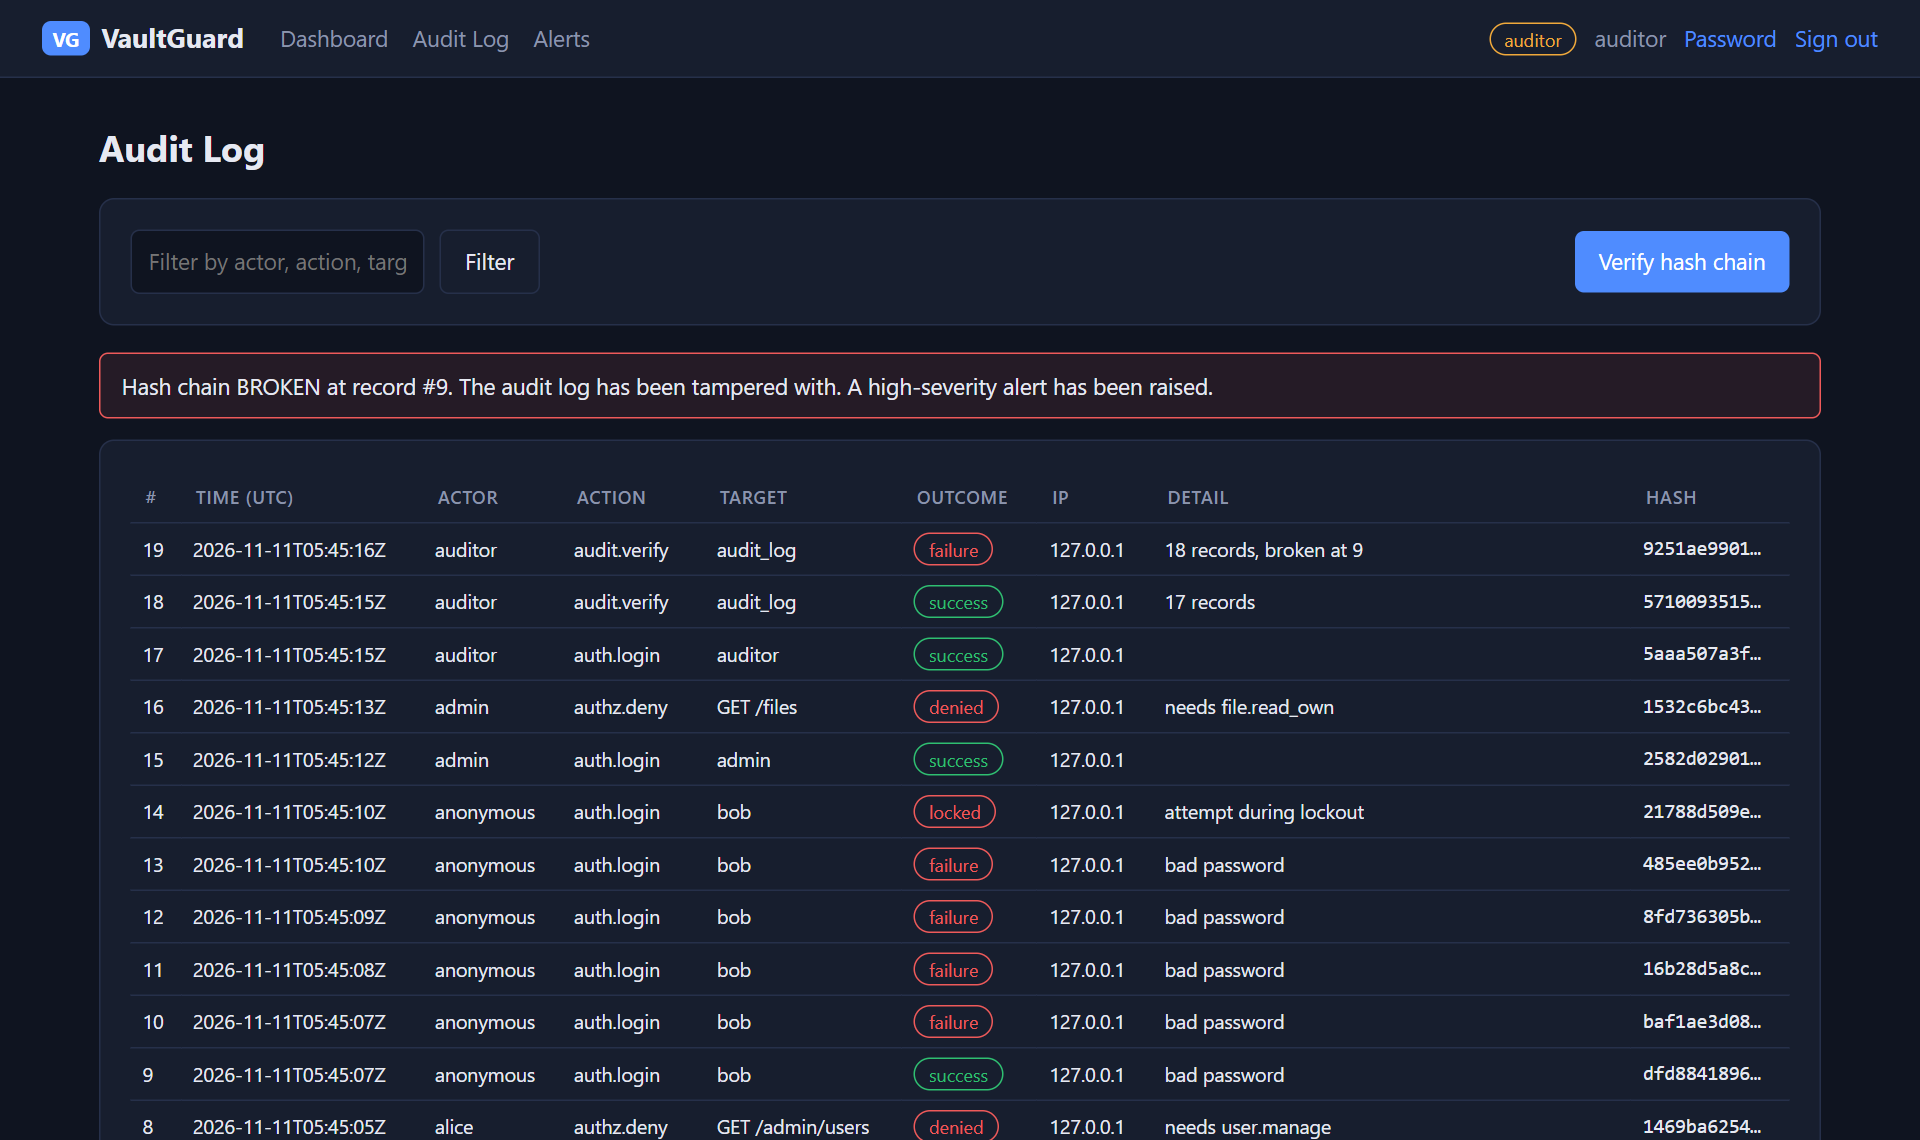 VG VaultGuard Dashboard Audit Log Alerts auditor auditor Password Sign out
Audit Log
Filter by actor, action, targ Filter Verify hash chain
Hash chain BROKEN at record #9. The audit log has been tampered with. A high-severity alert has been raised.
# TIME (UTC) ACTOR ACTION TARGET OUTCOME IP DETAIL HASH
19 2026-11-11T05:45:16Z auditor audit.verify audit_log failure 127.0.0.1 18 records, broken at 9 9251ae9901…
18 2026-11-11T05:45:15Z auditor audit.verify audit_log success 127.0.0.1 17 records 5710093515…
17 2026-11-11T05:45:15Z auditor auth.login auditor success 127.0.0.1 5aaa507a3f…
16 2026-11-11T05:45:13Z admin authz.deny GET /files denied 127.0.0.1 needs file.read_own 1532c6bc43…
15 2026-11-11T05:45:12Z admin auth.login admin success 127.0.0.1 2582d02901…
14 2026-11-11T05:45:10Z anonymous auth.login bob locked 127.0.0.1 attempt during lockout 21788d509e…
13 2026-11-11T05:45:10Z anonymous auth.login bob failure 127.0.0.1 bad password 485ee0b952…
12 2026-11-11T05:45:09Z anonymous auth.login bob failure 127.0.0.1 bad password 8fd736305b…
11 2026-11-11T05:45:08Z anonymous auth.login bob failure 127.0.0.1 bad password 16b28d5a8c…
10 2026-11-11T05:45:07Z anonymous auth.login bob failure 127.0.0.1 bad password baf1ae3d08…
9 2026-11-11T05:45:07Z anonymous auth.login bob success 127.0.0.1 bad password dfd8841896…
8 2026-11-11T05:45:05Z alice authz.deny GET /admin/users denied 127.0.0.1 needs user.manage 1469ba6254…